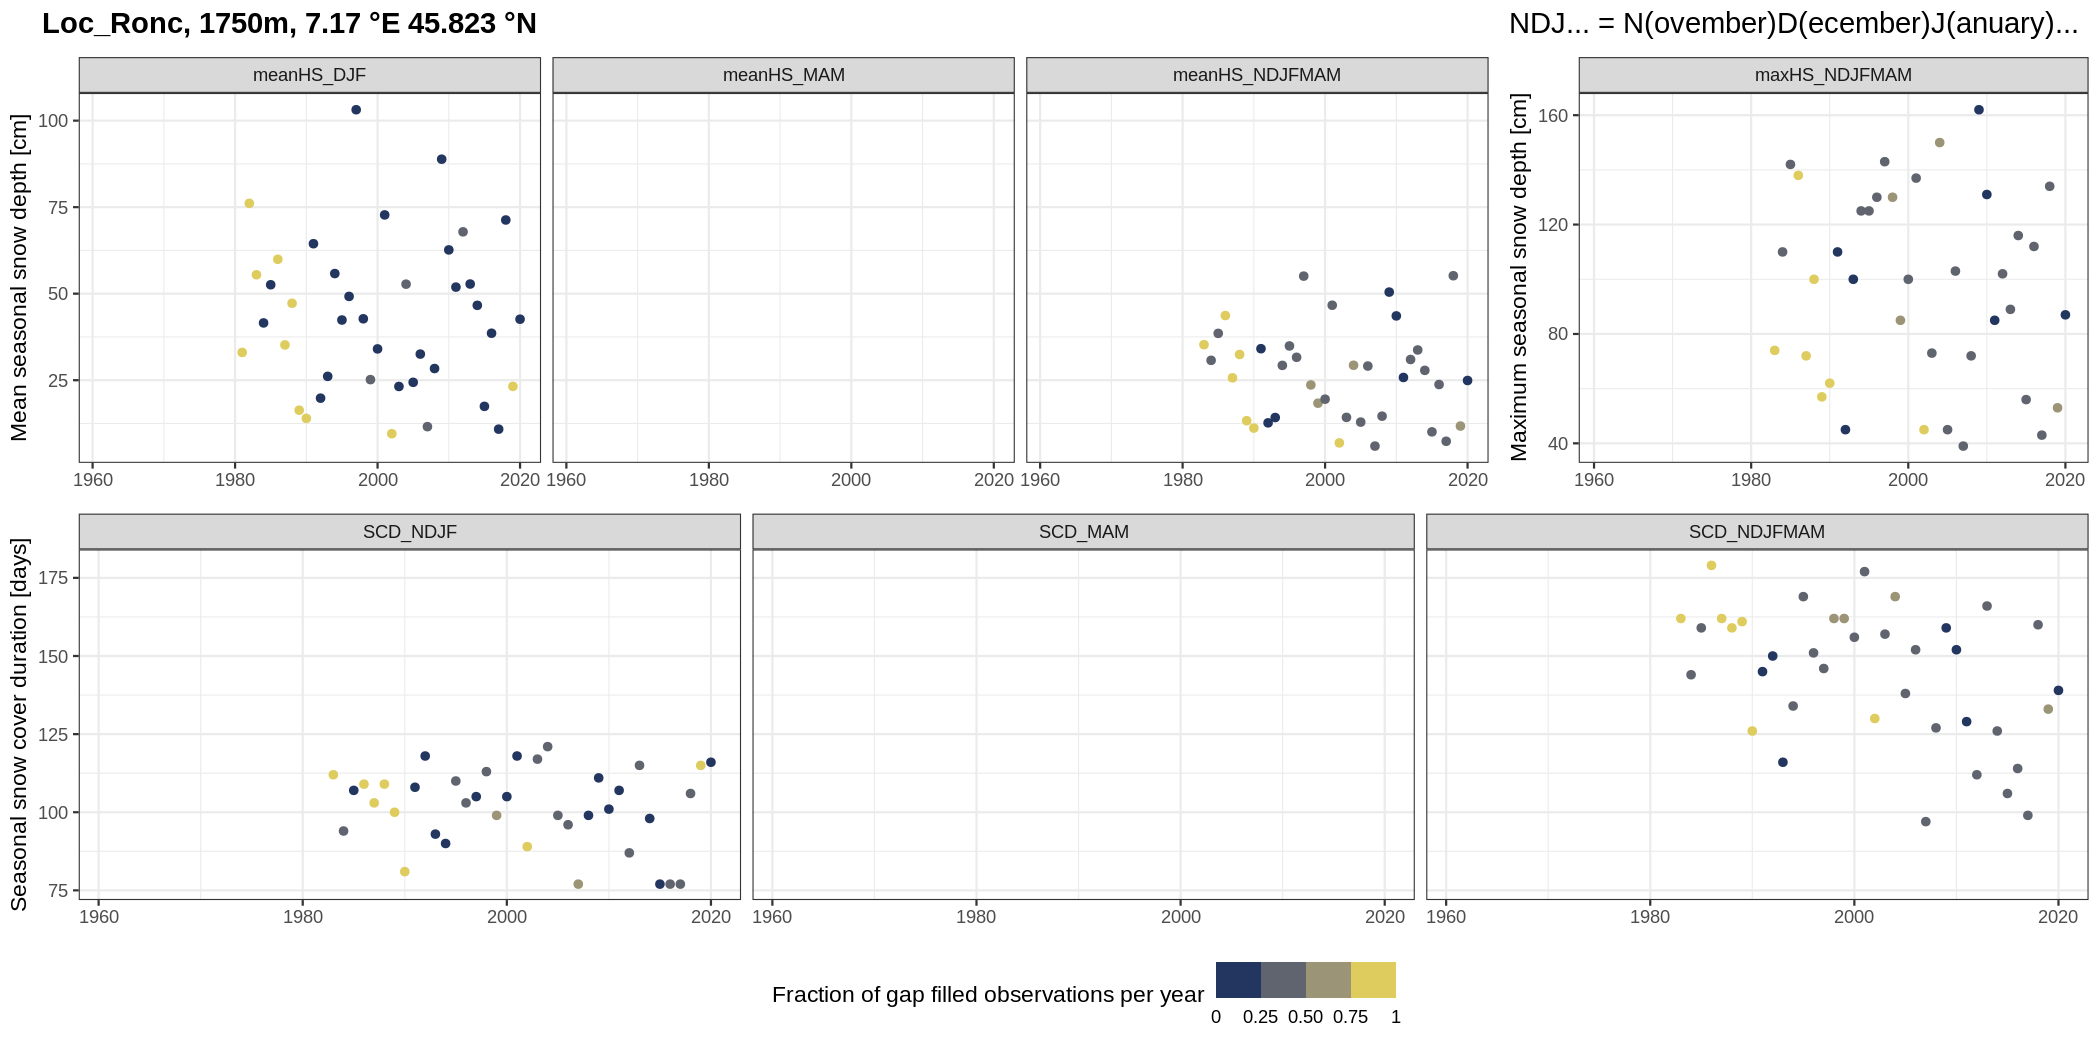 Loc_Ronc, 1750m, 7.17 °E 45.823 °N
NDJ... = N(ovember)D(ecember)J(anuary)...
meanHS_DJF
meanHS_MAM
meanHS_NDJFMAM
maxHS_NDJFMAM
Mean seasonal snow depth [cm]
100
75
50
25
1960 1980 2000 2020
1960 1980 2000 2020
1960 1980 2000 2020
Maximum seasonal snow depth [cm]
160
120
80
40
1960 1980 2000 2020
SCD_NDJF
SCD_MAM
SCD_NDJFMAM
Seasonal snow cover duration [days]
175
150
125
100
75
1960 1980 2000 2020
1960 1980 2000 2020
1960 1980 2000 2020
Fraction of gap filled observations per year
0 0.25 0.50 0.75 1